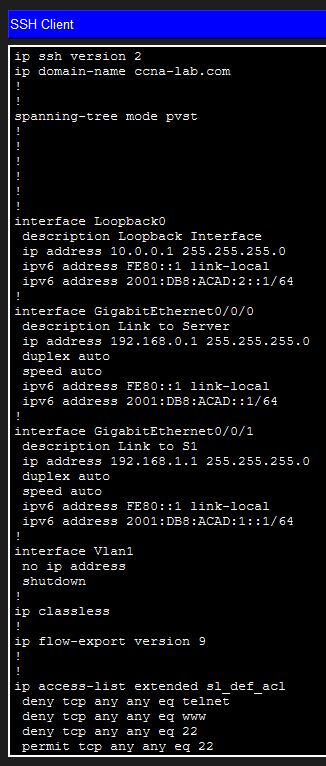 SSH Client
ip ssh version 2
ip domain-name ccna-lab.com
!
!
spanning-tree mode pvst
!
!
!
!
!
!
interface Loopback0
 description Loopback Interface
 ip address 10.0.0.1 255.255.255.0
 ipv6 address FE80::1 link-local
 ipv6 address 2001:DB8:ACAD:2::1/64
!
interface GigabitEthernet0/0/0
 description Link to Server
 ip address 192.168.0.1 255.255.255.0
 duplex auto
 speed auto
 ipv6 address FE80::1 link-local
 ipv6 address 2001:DB8:ACAD::1/64
!
interface GigabitEthernet0/0/1
 description Link to S1
 ip address 192.168.1.1 255.255.255.0
 duplex auto
 speed auto
 ipv6 address FE80::1 link-local
 ipv6 address 2001:DB8:ACAD:1::1/64
!
interface Vlan1
 no ip address
 shutdown
!
ip classless
!
ip flow-export version 9
!
!
ip access-list extended sl_def_acl
 deny tcp any any eq telnet
 deny tcp any any eq www
 deny tcp any any eq 22
 permit tcp any any eq 22